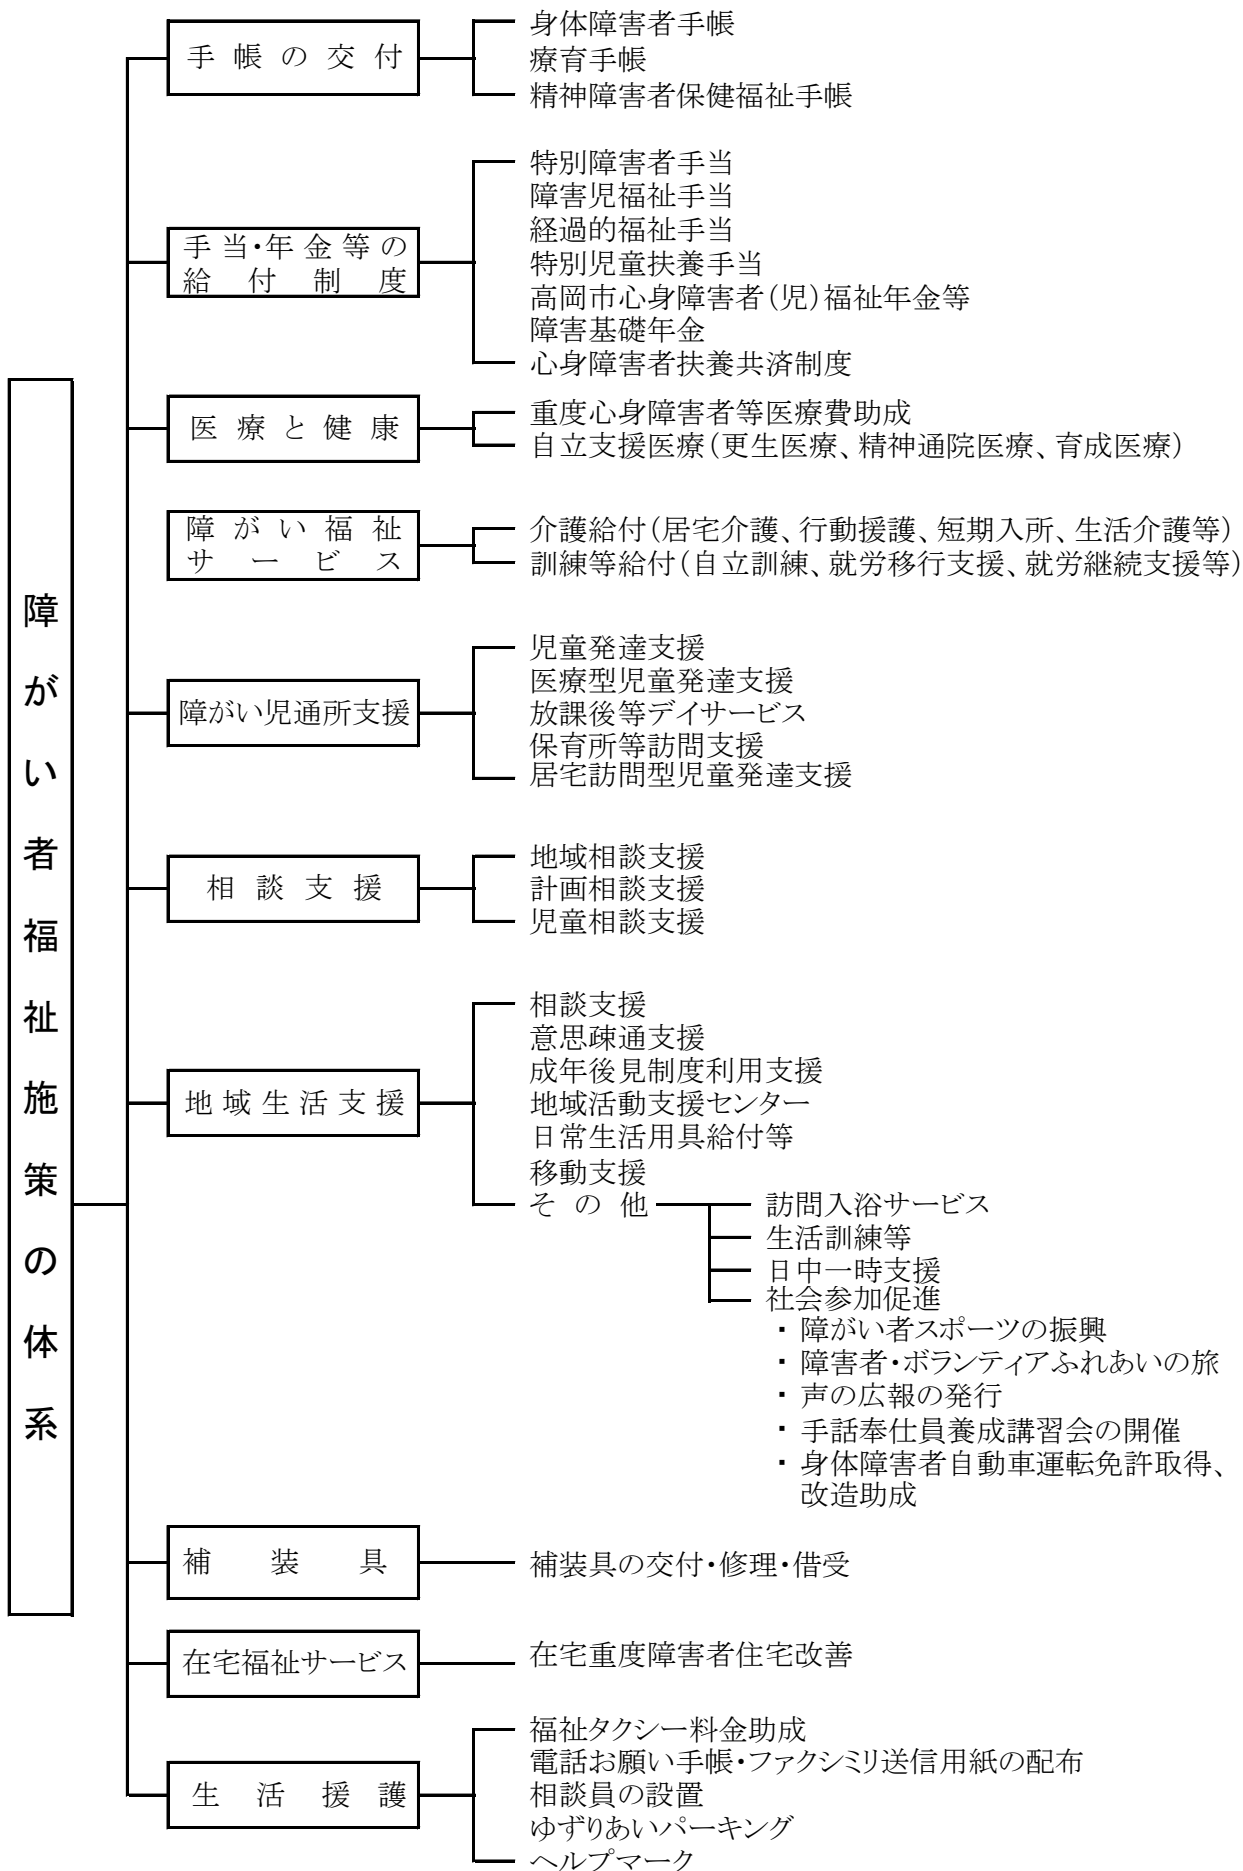 障がい者福祉施策の体系
手帳の交付
身体障害者手帳
療育手帳
精神障害者保健福祉手帳
手当・年金等の
給付制度
特別障害者手当
障害児福祉手当
経過的福祉手当
特別児童扶養手当
高岡市心身障害者(児)福祉年金等
障害基礎年金
心身障害者扶養共済制度
医療と健康
重度心身障害者等医療費助成
自立支援医療(更生医療、精神通院医療、育成医療)
障がい福祉
サービス
介護給付(居宅介護、行動援護、短期入所、生活介護等)
訓練等給付(自立訓練、就労移行支援、就労継続支援等)
障がい児通所支援
児童発達支援
医療型児童発達支援
放課後等デイサービス
保育所等訪問支援
居宅訪問型児童発達支援
相談支援
地域相談支援
計画相談支援
児童相談支援
地域生活支援
相談支援
意思疎通支援
成年後見制度利用支援
地域活動支援センター
日常生活用具給付等
移動支援
その他
訪問入浴サービス
生活訓練等
日中一時支援
社会参加促進
・障がい者スポーツの振興
・障害者・ボランティアふれあいの旅
・声の広報の発行
・手話奉仕員養成講習会の開催
・身体障害者自動車運転免許取得、
改造助成
補装具
補装具の交付・修理・借受
在宅福祉サービス
在宅重度障害者住宅改善
生活援護
福祉タクシー料金助成
電話お願い手帳・ファクシミリ送信用紙の配布
相談員の設置
ゆずりあいパーキング
ヘルプマーク